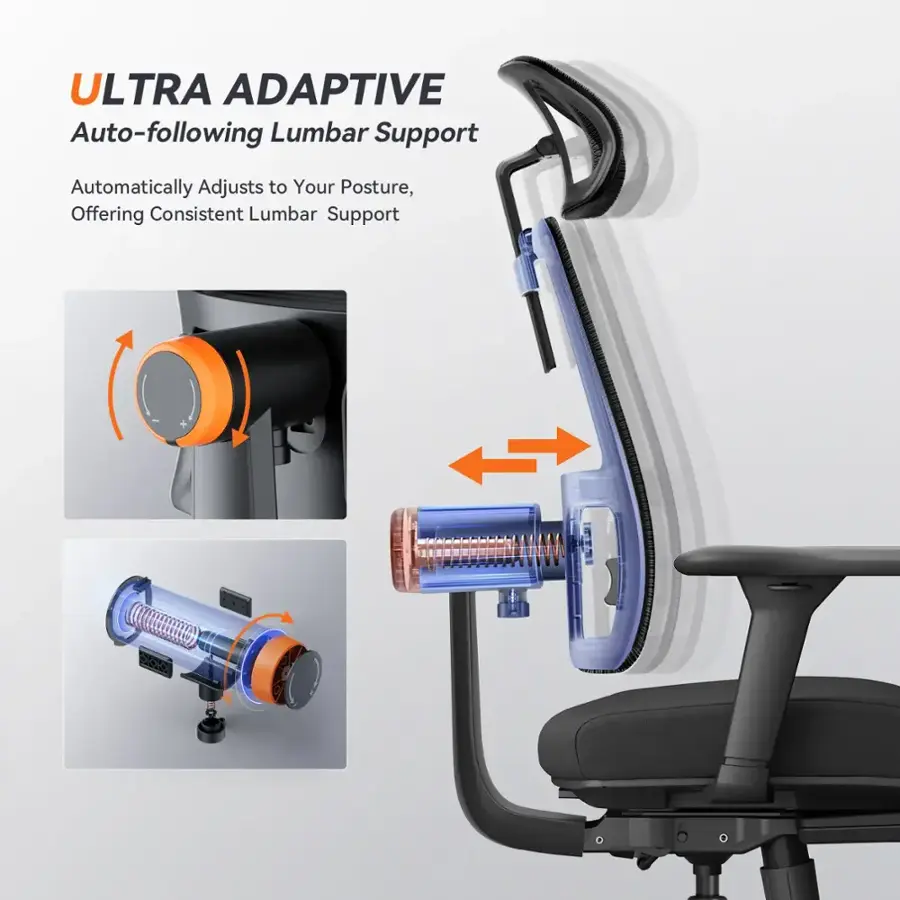 ULTRA ADAPTIVE
Auto-following Lumbar Support
Automatically Adjusts to Your Posture,
Offering Consistent Lumbar Support
- +